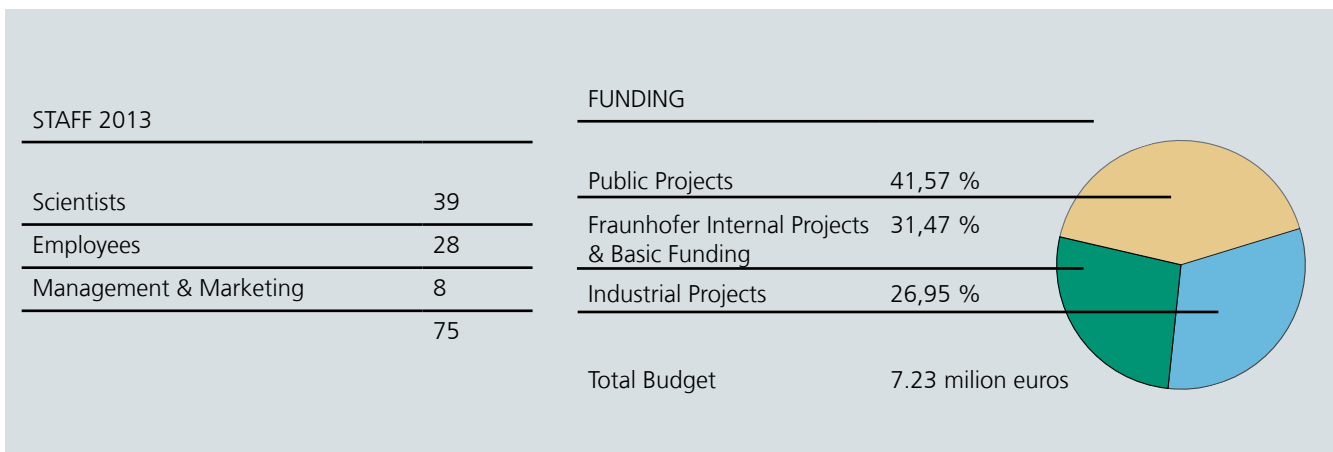 STAFF 2013
Scientists 39
Employees 28
Management & Marketing 8
75
FUNDING
Public Projects 41,57 %
Fraunhofer Internal Projects 31,47 %
& Basic Funding
Industrial Projects 26,95 %
Total Budget 7.23 milion euros